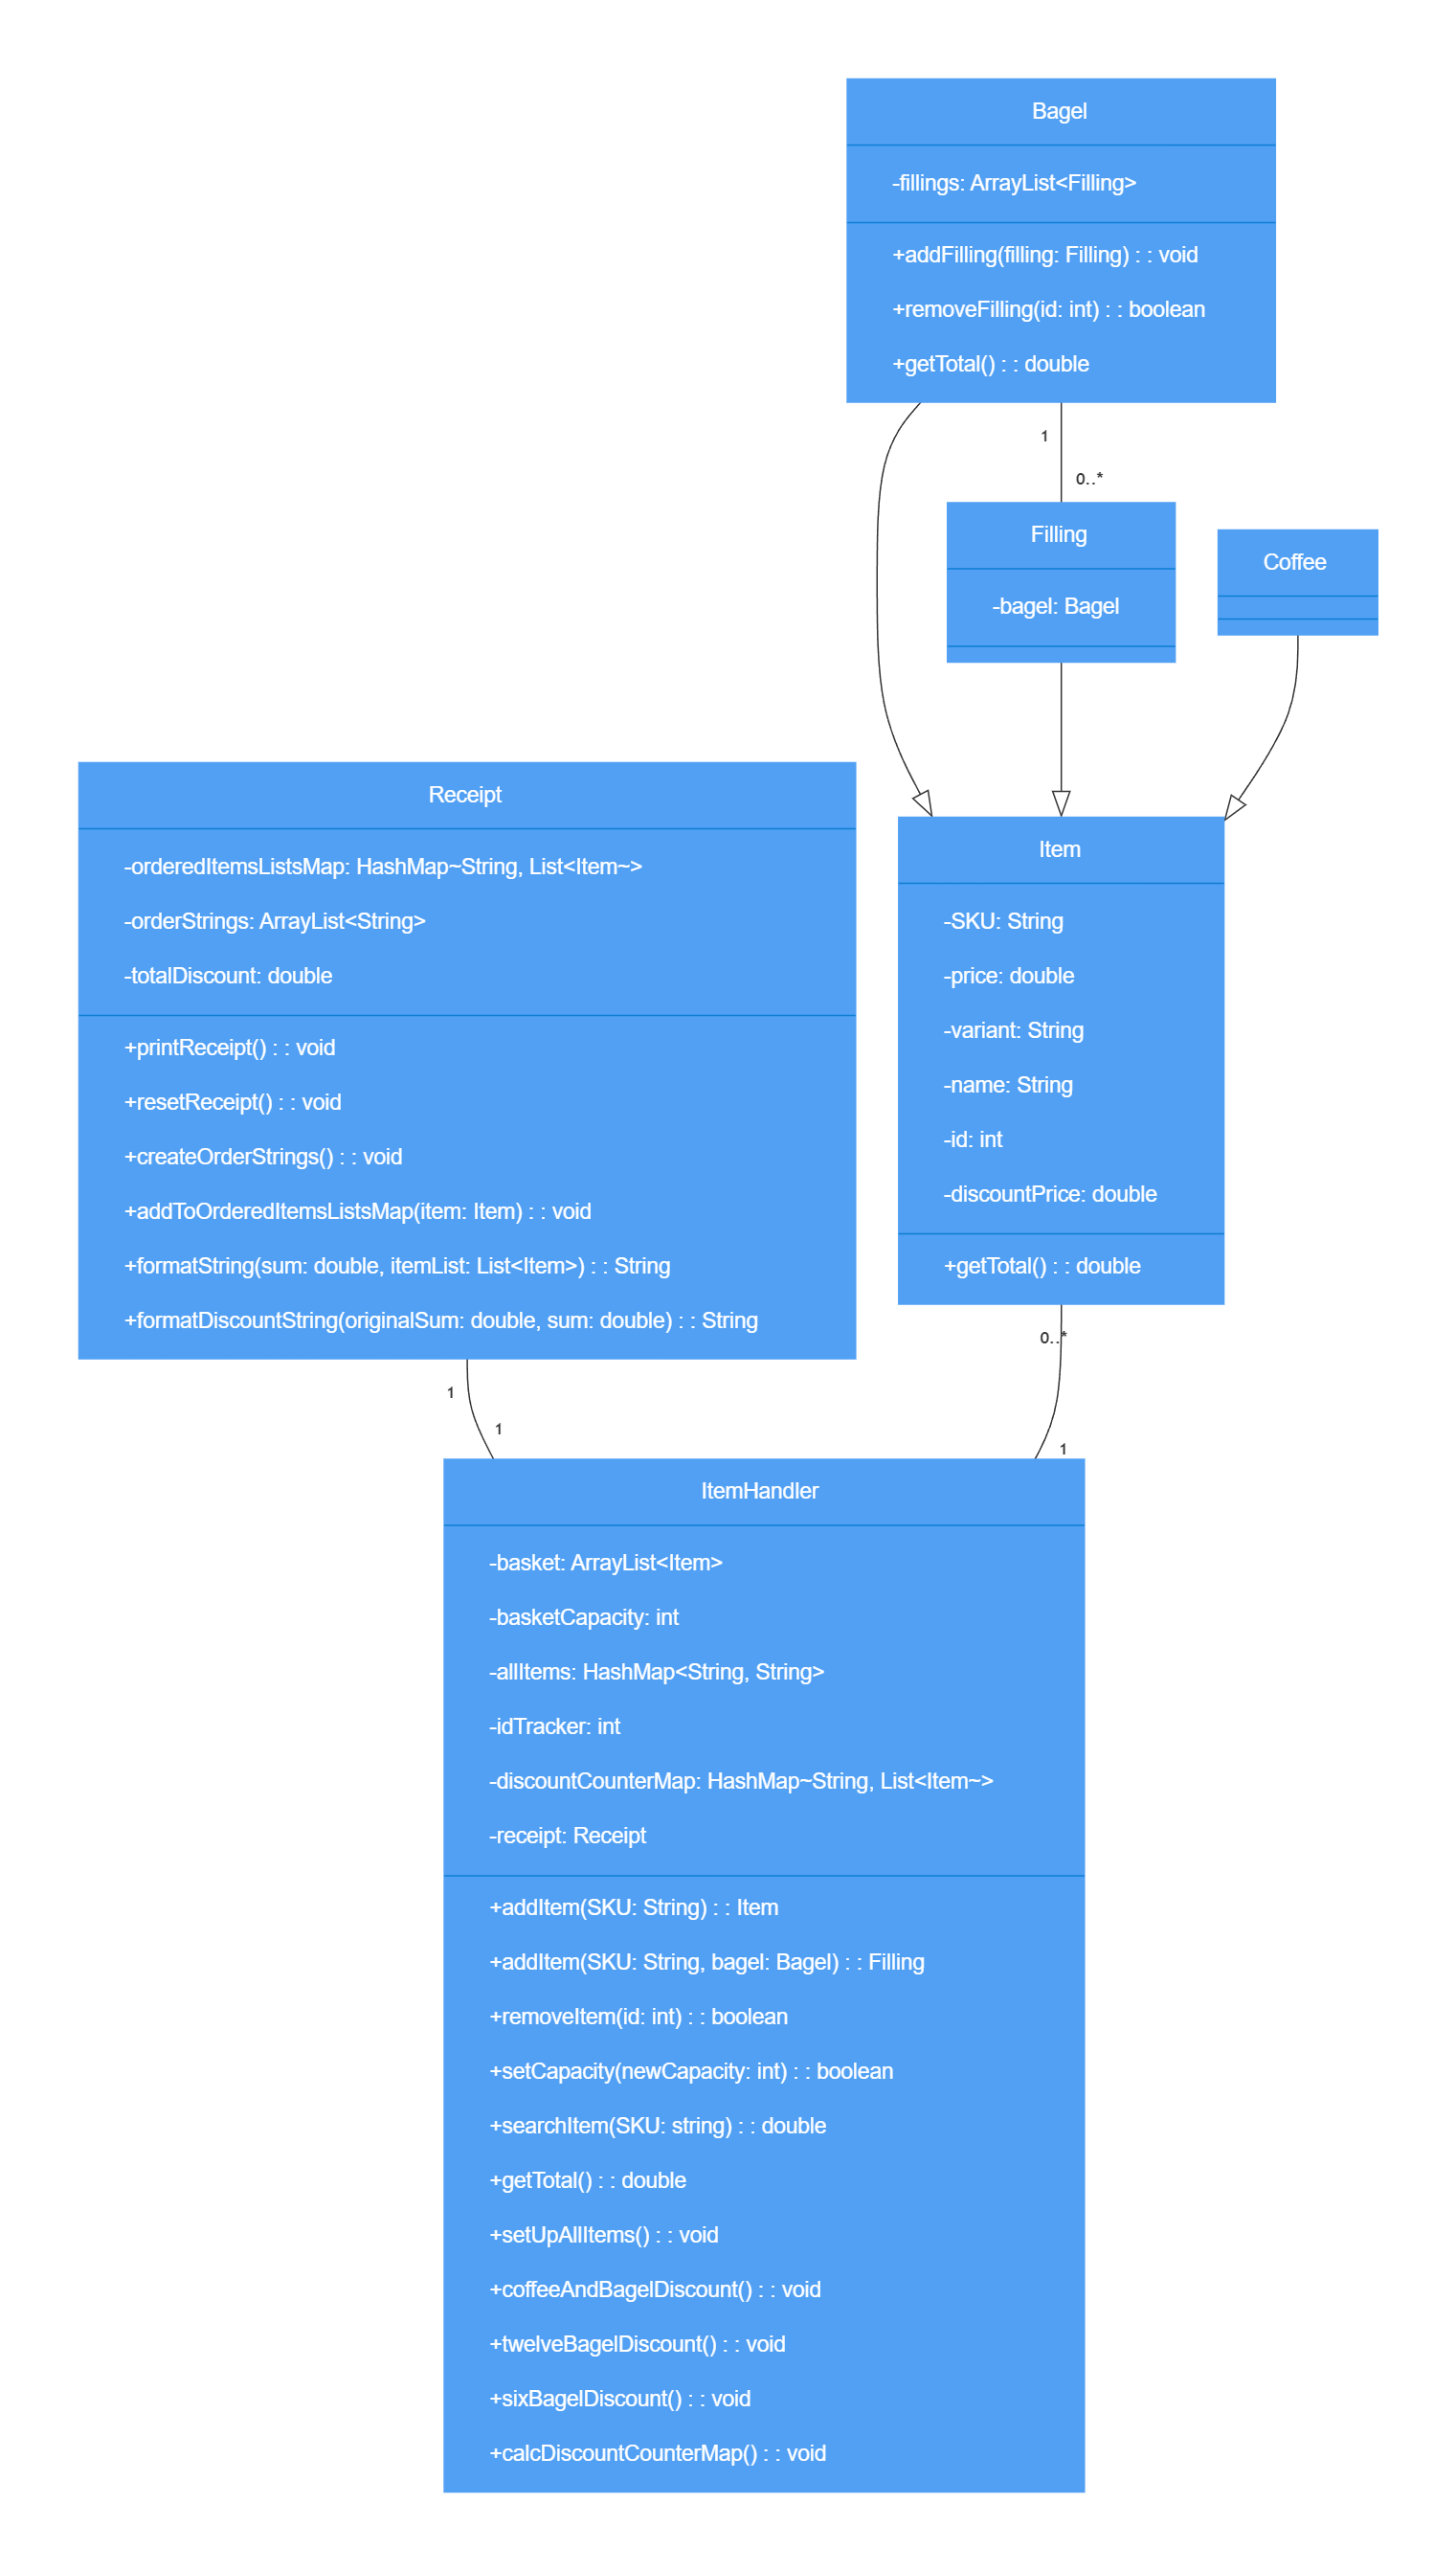 Bagel
-fillings: ArrayList<Filling>
+addFilling(filling: Filling) : : void
+removeFilling(id: int) : : boolean
+getTotal() : : double
1
0..*
Filling
-bagel: Bagel
Coffee
Receipt
-orderedItemsListsMap: HashMap~String, List<Item~>
-orderStrings: ArrayList<String>
-totalDiscount: double
+printReceipt() : : void
+resetReceipt() : : void
+createOrderStrings() : : void
+addToOrderedItemsListsMap(item: Item) : : void
+formatString(sum: double, itemList: List<Item>) : : String
+formatDiscountString(originalSum: double, sum: double) : : String
Item
-SKU: String
-price: double
-variant: String
-name: String
-id: int
-discountPrice: double
+getTotal() : : double
0..*
1
1
1
ItemHandler
-basket: ArrayList<Item>
-basketCapacity: int
-allItems: HashMap<String, String>
-idTracker: int
-discountCounterMap: HashMap~String, List<Item~>
-receipt: Receipt
+addItem(SKU: String) : : Item
+addItem(SKU: String, bagel: Bagel) : : Filling
+removeItem(id: int) : : boolean
+setCapacity(newCapacity: int) : : boolean
+searchItem(SKU: string) : : double
+getTotal() : : double
+setUpAllItems() : : void
+coffeeAndBagelDiscount() : : void
+twelveBagelDiscount() : : void
+sixBagelDiscount() : : void
+calcDiscountCounterMap() : : void